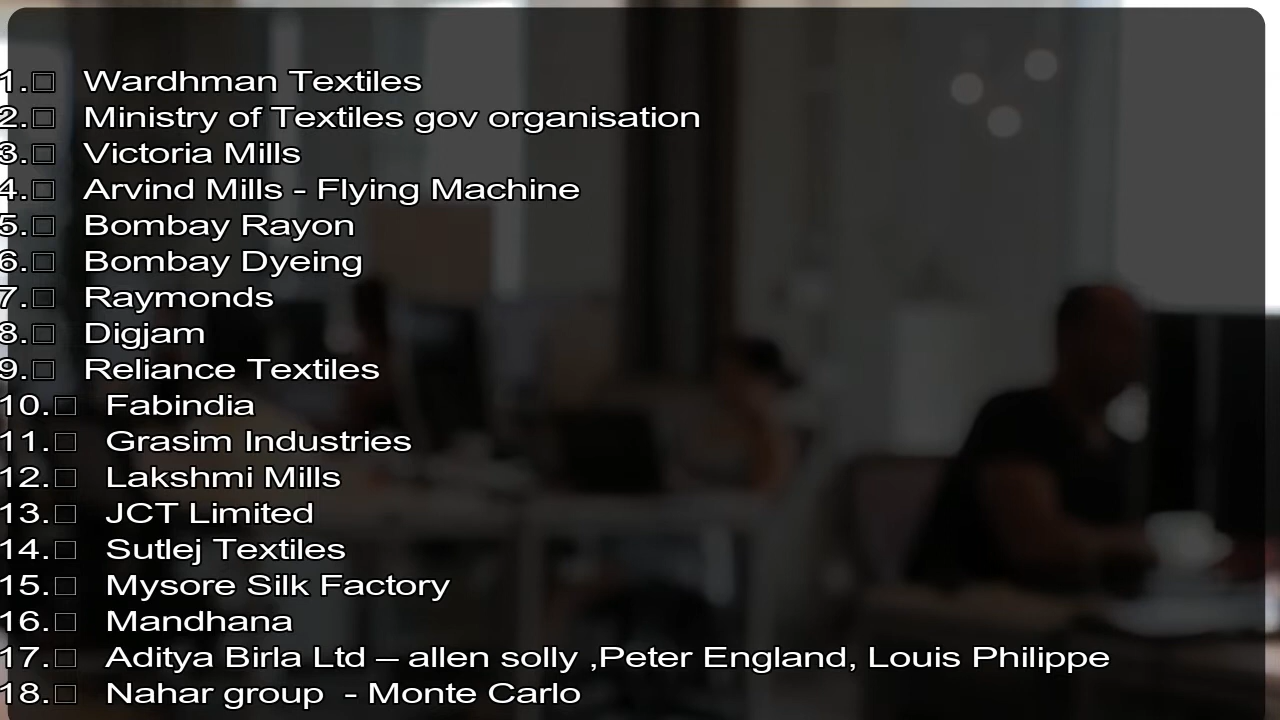 1.□ Wardhman Textiles
2.□ Ministry of Textiles gov organisation
3.□ Victoria Mills
4.□ Arvind Mills - Flying Machine
5.□ Bombay Rayon
6.□ Bombay Dyeing
7.□ Raymonds
8.□ Digjam
9.□ Reliance Textiles
10.□ Fabindia
11.□ Grasim Industries
12.□ Lakshmi Mills
13.□ JCT Limited
14.□ Sutlej Textiles
15.□ Mysore Silk Factory
16.□ Mandhana
17.□ Aditya Birla Ltd – allen solly ,Peter England, Louis Philippe
18.□ Nahar group  - Monte Carlo